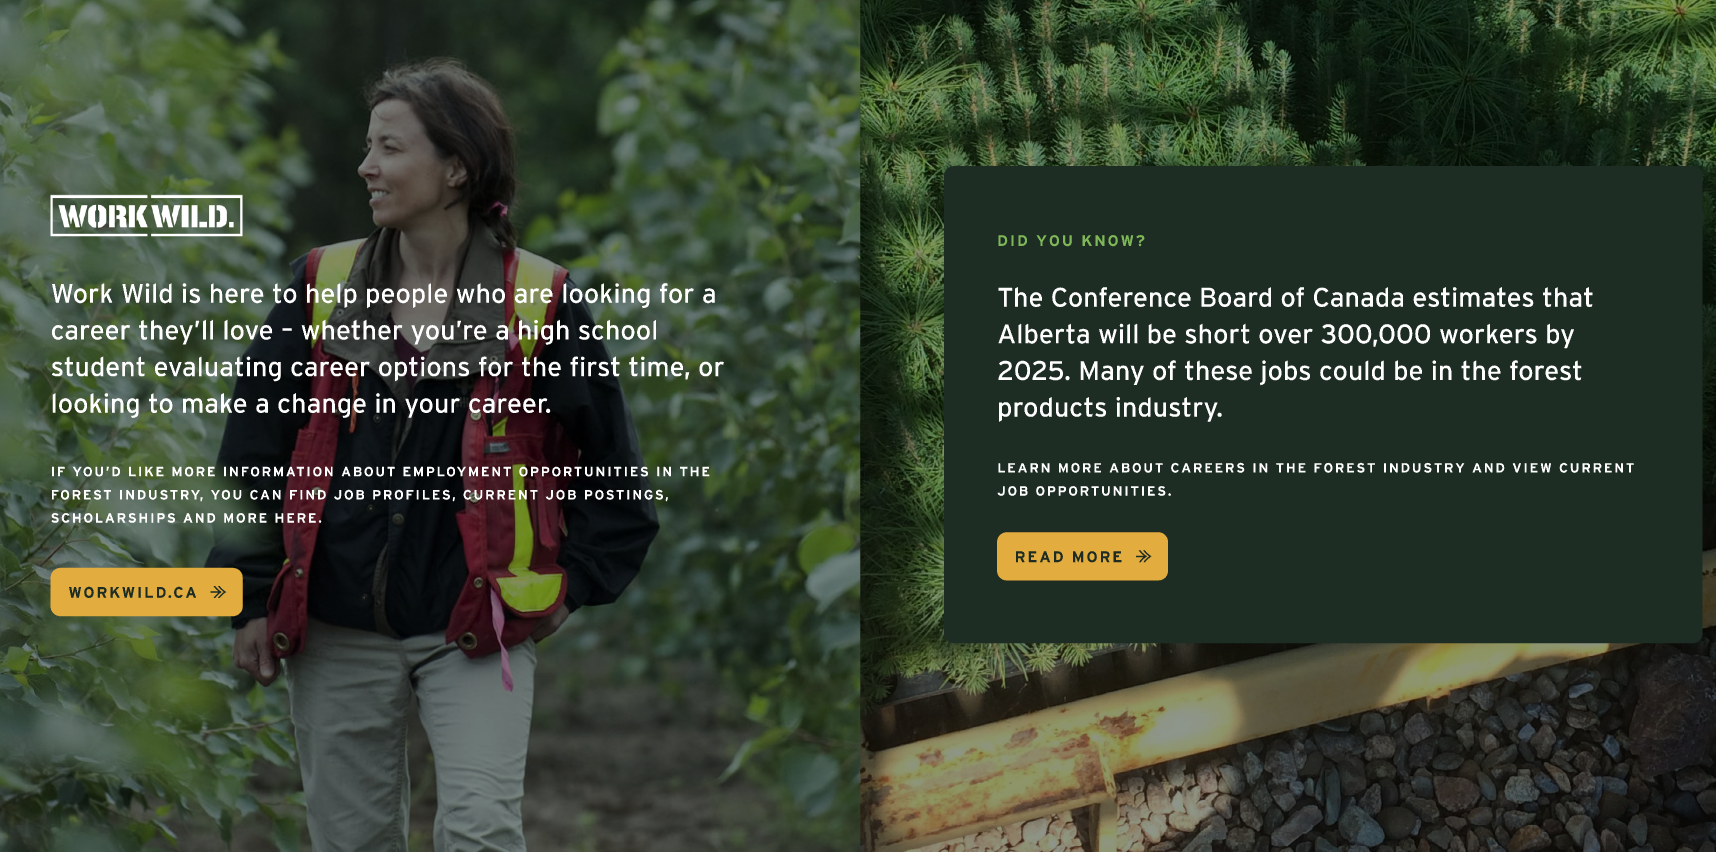 WORK WILD.
Work Wild is here to help people who are looking for a
career they’ll love – whether you’re a high school
student evaluating career options for the first time, or
looking to make a change in your career.
IF YOU’D LIKE MORE INFORMATION ABOUT EMPLOYMENT OPPORTUNITIES IN THE
FOREST INDUSTRY, YOU CAN FIND JOB PROFILES, CURRENT JOB POSTINGS,
SCHOLARSHIPS AND MORE HERE.
WORKWILD.CA
DID YOU KNOW?
The Conference Board of Canada estimates that
Alberta will be short over 300,000 workers by
2025. Many of these jobs could be in the forest
products industry.
LEARN MORE ABOUT CAREERS IN THE FOREST INDUSTRY AND VIEW CURRENT
JOB OPPORTUNITIES.
READ MORE